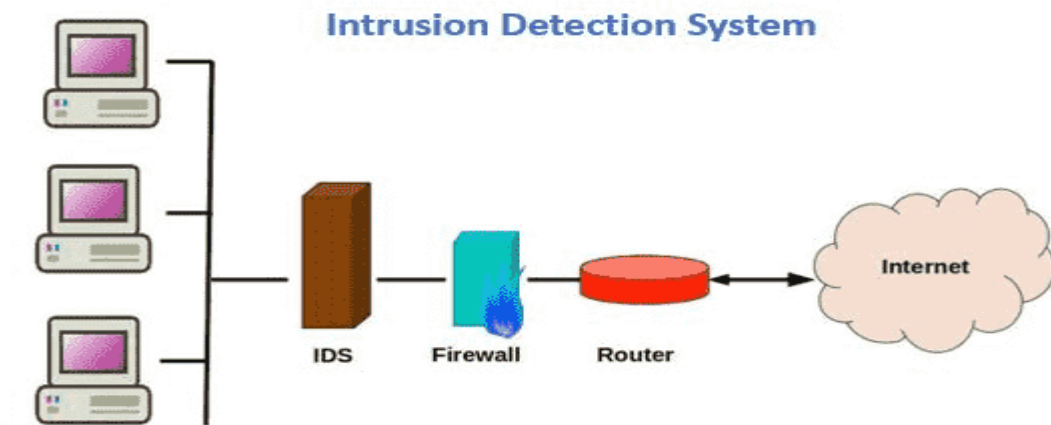 Intrusion Detection System
Internet
IDS
Firewall
Router